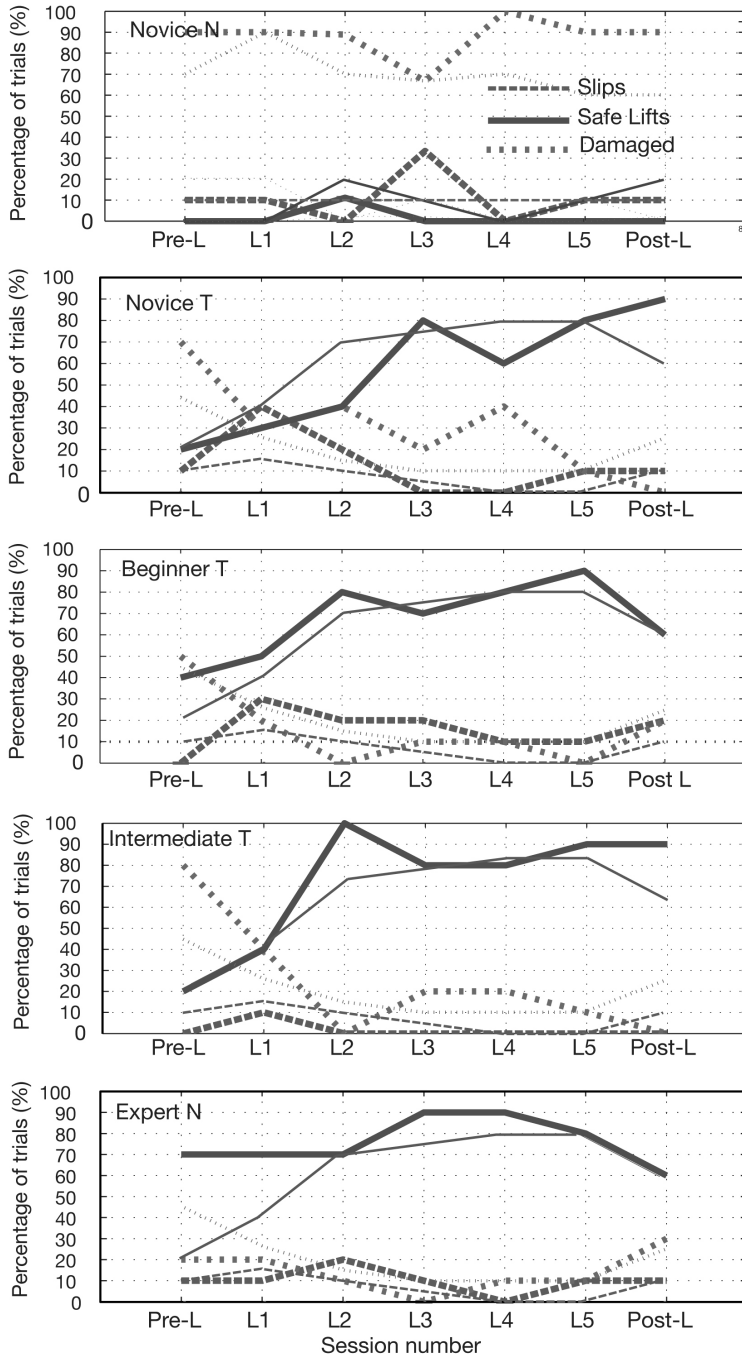 Percentage of trials (%)
100
90
80
70
60
50
40
30
20
10
0
Novice N
Slips
Safe Lifts
Damaged
Pre-L L1 L2 L3 L4 L5 Post-L
8
Percentage of trials (%)
100
90
80
70
60
50
40
30
20
10
0
Novice T
Pre-L L1 L2 L3 L4 L5 Post-L
Percentage of trials (%)
100
90
80
70
60
50
40
30
20
10
0
Beginner T
Pre-L L1 L2 L3 L4 L5 Post L
Percentage of trials (%)
100
90
80
70
60
50
40
30
20
10
0
Intermediate T
Pre-L L1 L2 L3 L4 L5 Post-L
Percentage of trials (%)
100
90
80
70
60
50
40
30
20
10
0
Expert N
Pre-L L1 L2 L3 L4 L5 Post-L
Session number